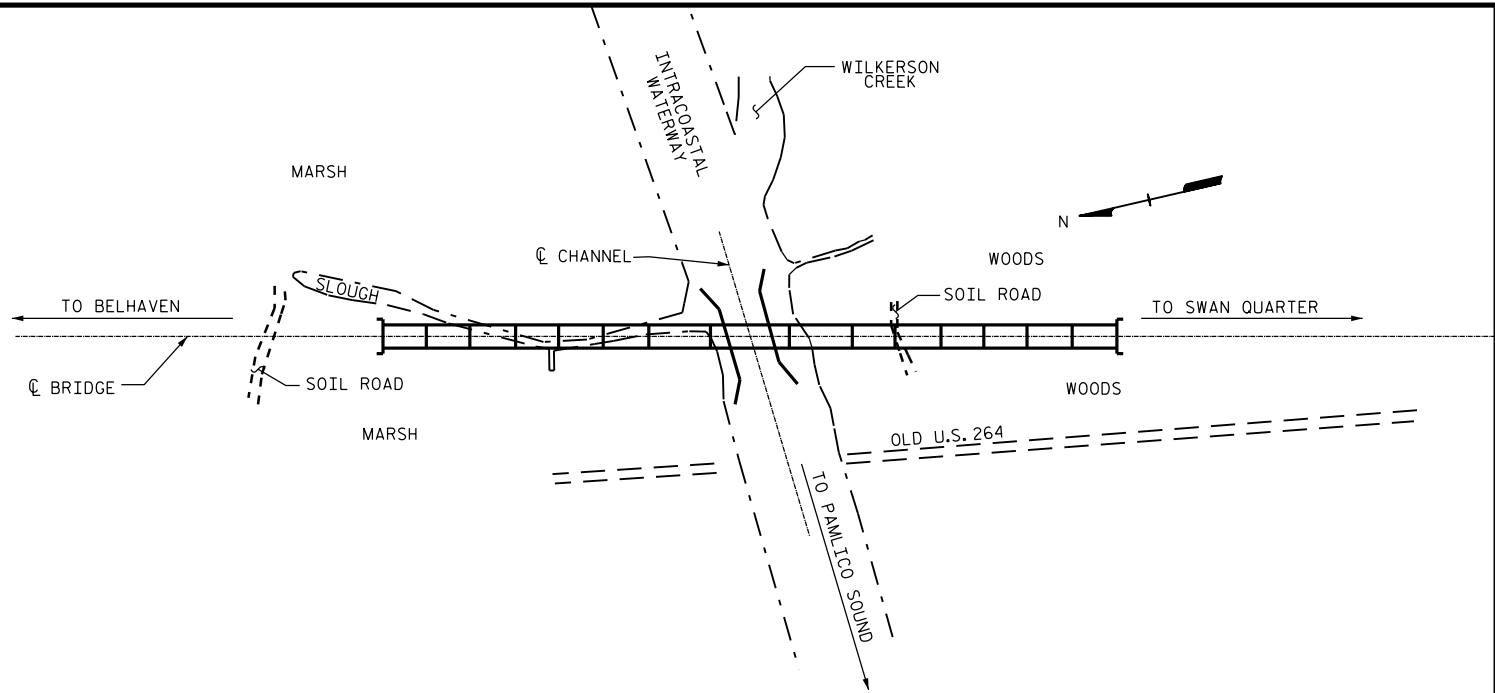 INTRACOASTAL
WATERWAY
WILKERSON
CREEK
MARSH
N
℄ CHANNEL
WOODS
SLOUGH
SOIL ROAD
TO BELHAVEN
TO SWAN QUARTER
℄ BRIDGE
SOIL ROAD
WOODS
MARSH
OLD U.S. 264
TO PAMLICO SOUND